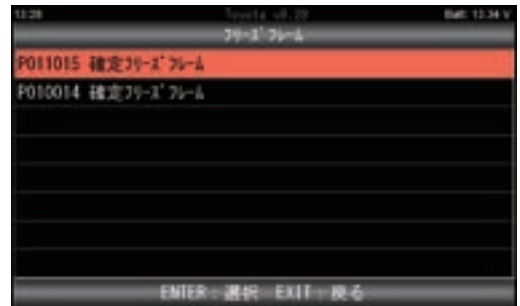 13:28 Toyota v8.20 Batt: 12.34 V
ﾌﾘｰｽﾞﾌﾚｰﾑ
P011015 確定ﾌﾘｰｽﾞﾌﾚｰﾑ
P010014 確定ﾌﾘｰｽﾞﾌﾚｰﾑ
ENTER : 選択 EXIT : 戻る